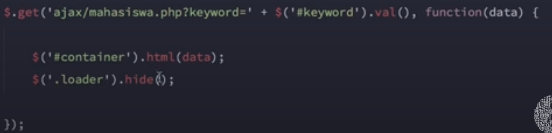 $.get('ajax/mahasiswa.php?keyword=' + $('#keyword').val(), function(data) {
$('#container').html(data);
$('.loader').hide();
});